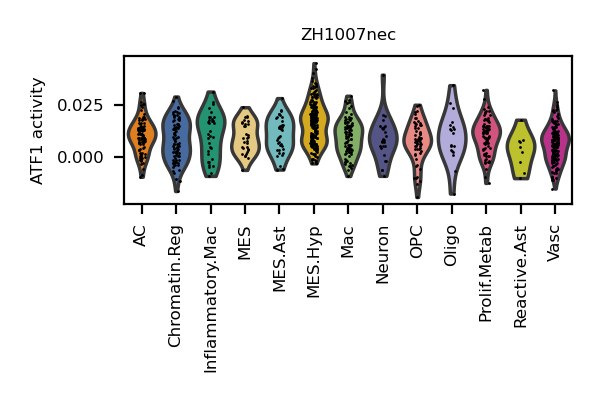 ZH1007nec
ATF1 activity
0.025
0.000
AC
Chromatin.Reg
Inflammatory.Mac
MES
MES.Ast
MES.Hyp
Mac
Neuron
OPC
Oligo
Prolif.Metab
Reactive.Ast
Vasc